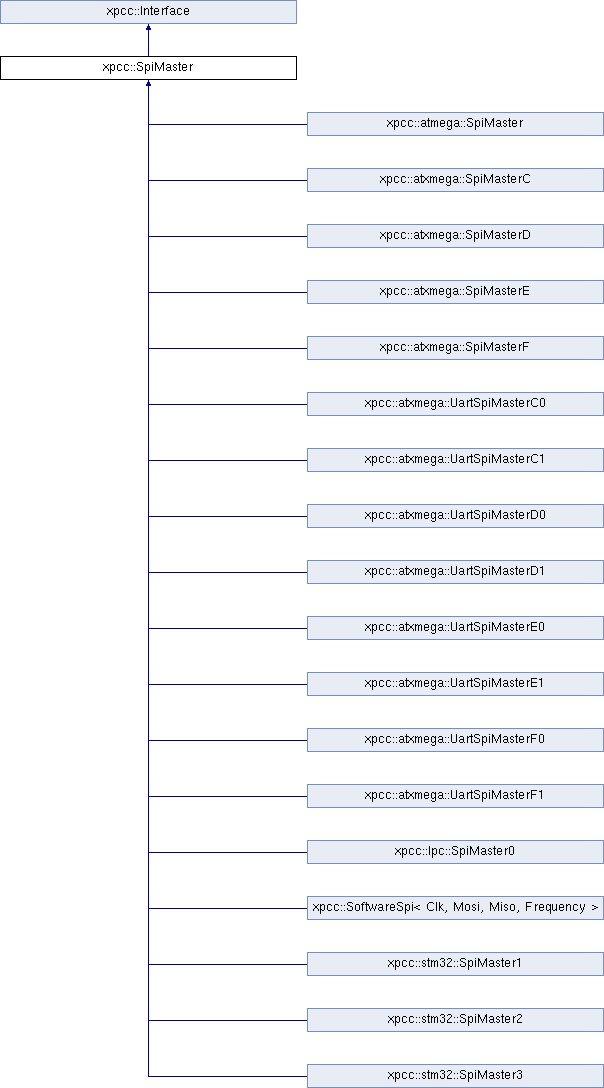 xpcc::Interface
xpcc::SpiMaster
xpcc::atmega::SpiMaster
xpcc::atxmega::SpiMasterC
xpcc::atxmega::SpiMasterD
xpcc::atxmega::SpiMasterE
xpcc::atxmega::SpiMasterF
xpcc::atxmega::UartSpiMasterC0
xpcc::atxmega::UartSpiMasterC1
xpcc::atxmega::UartSpiMasterD0
xpcc::atxmega::UartSpiMasterD1
xpcc::atxmega::UartSpiMasterE0
xpcc::atxmega::UartSpiMasterE1
xpcc::atxmega::UartSpiMasterF0
xpcc::atxmega::UartSpiMasterF1
xpcc::lpc::SpiMaster0
xpcc::SoftwareSpi< Clk, Mosi, Miso, Frequency >
xpcc::stm32::SpiMaster1
xpcc::stm32::SpiMaster2
xpcc::stm32::SpiMaster3